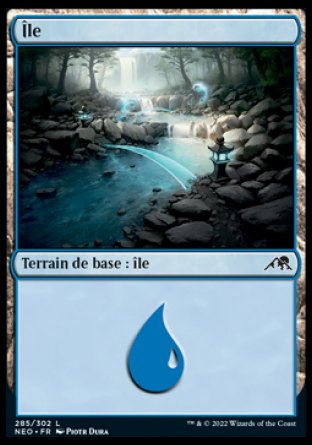 Île
Terrain de base : île
285/302 L
NEO • FR Piotr Dura
™ & © 2022 Wizards of the Coast